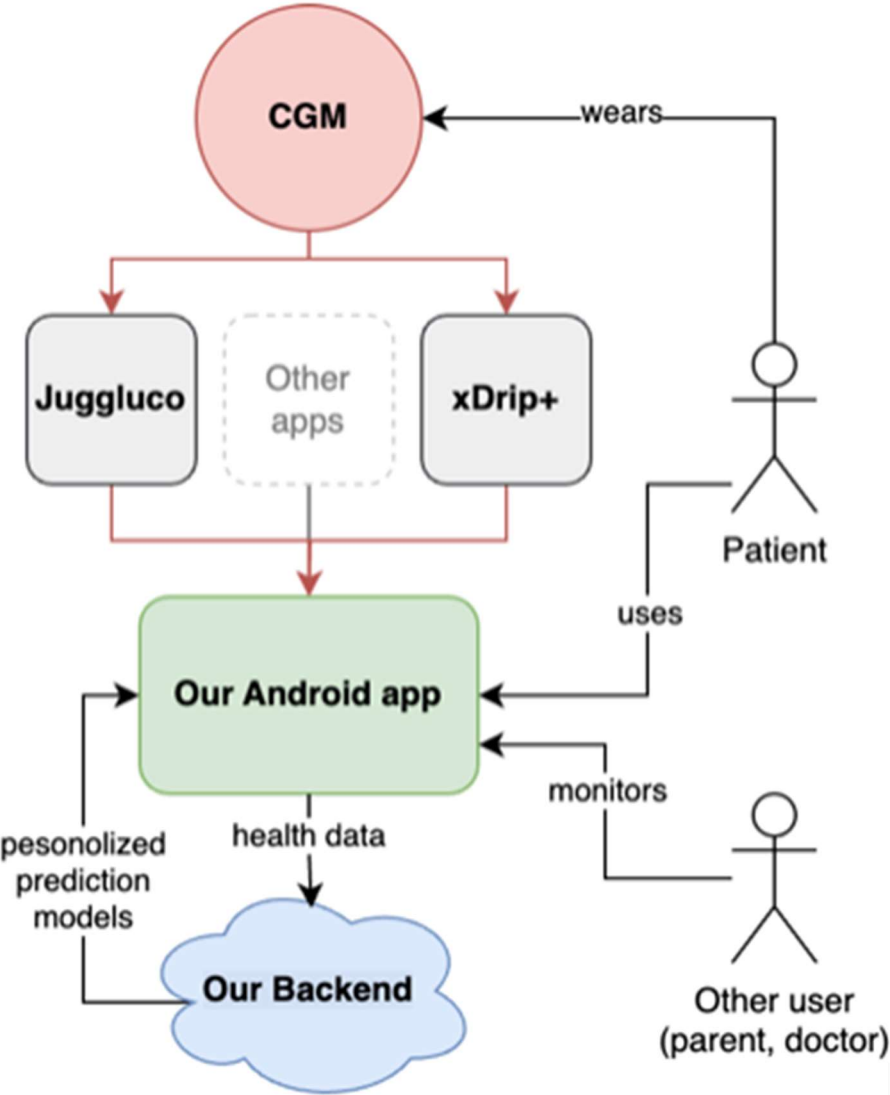 CGM
wears
Juggluco
Other
apps
xDrip+
Patient
uses
Our Android app
monitors
health data
pesonolized
prediction
models
Our Backend
Other user
(parent, doctor)